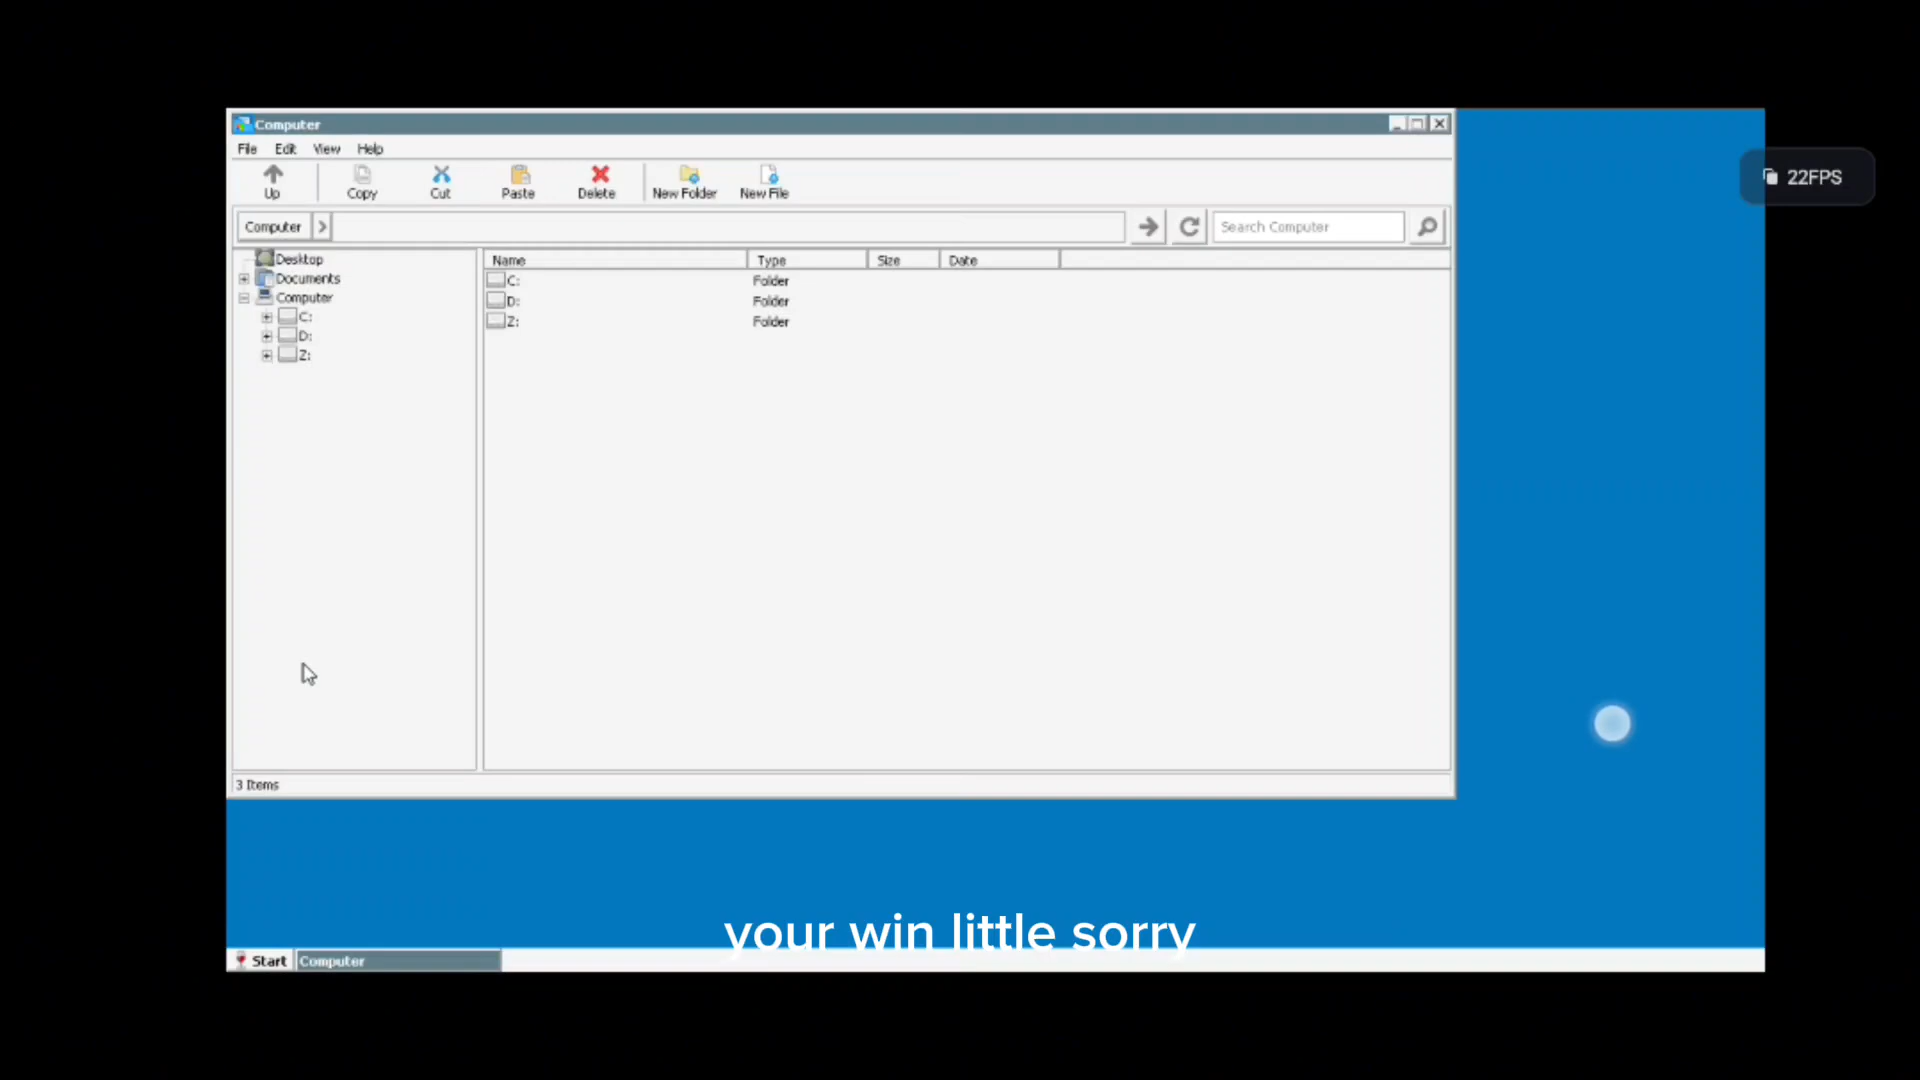 Computer
File Edit View Help
Up Copy Cut Paste Delete New Folder New File
22FPS
Computer Search Computer
Desktop
Documents
Computer
C:
D:
Z:
Name Type Size Date
C: Folder
D: Folder
Z: Folder
3 Items
your win little sorry
Start Computer